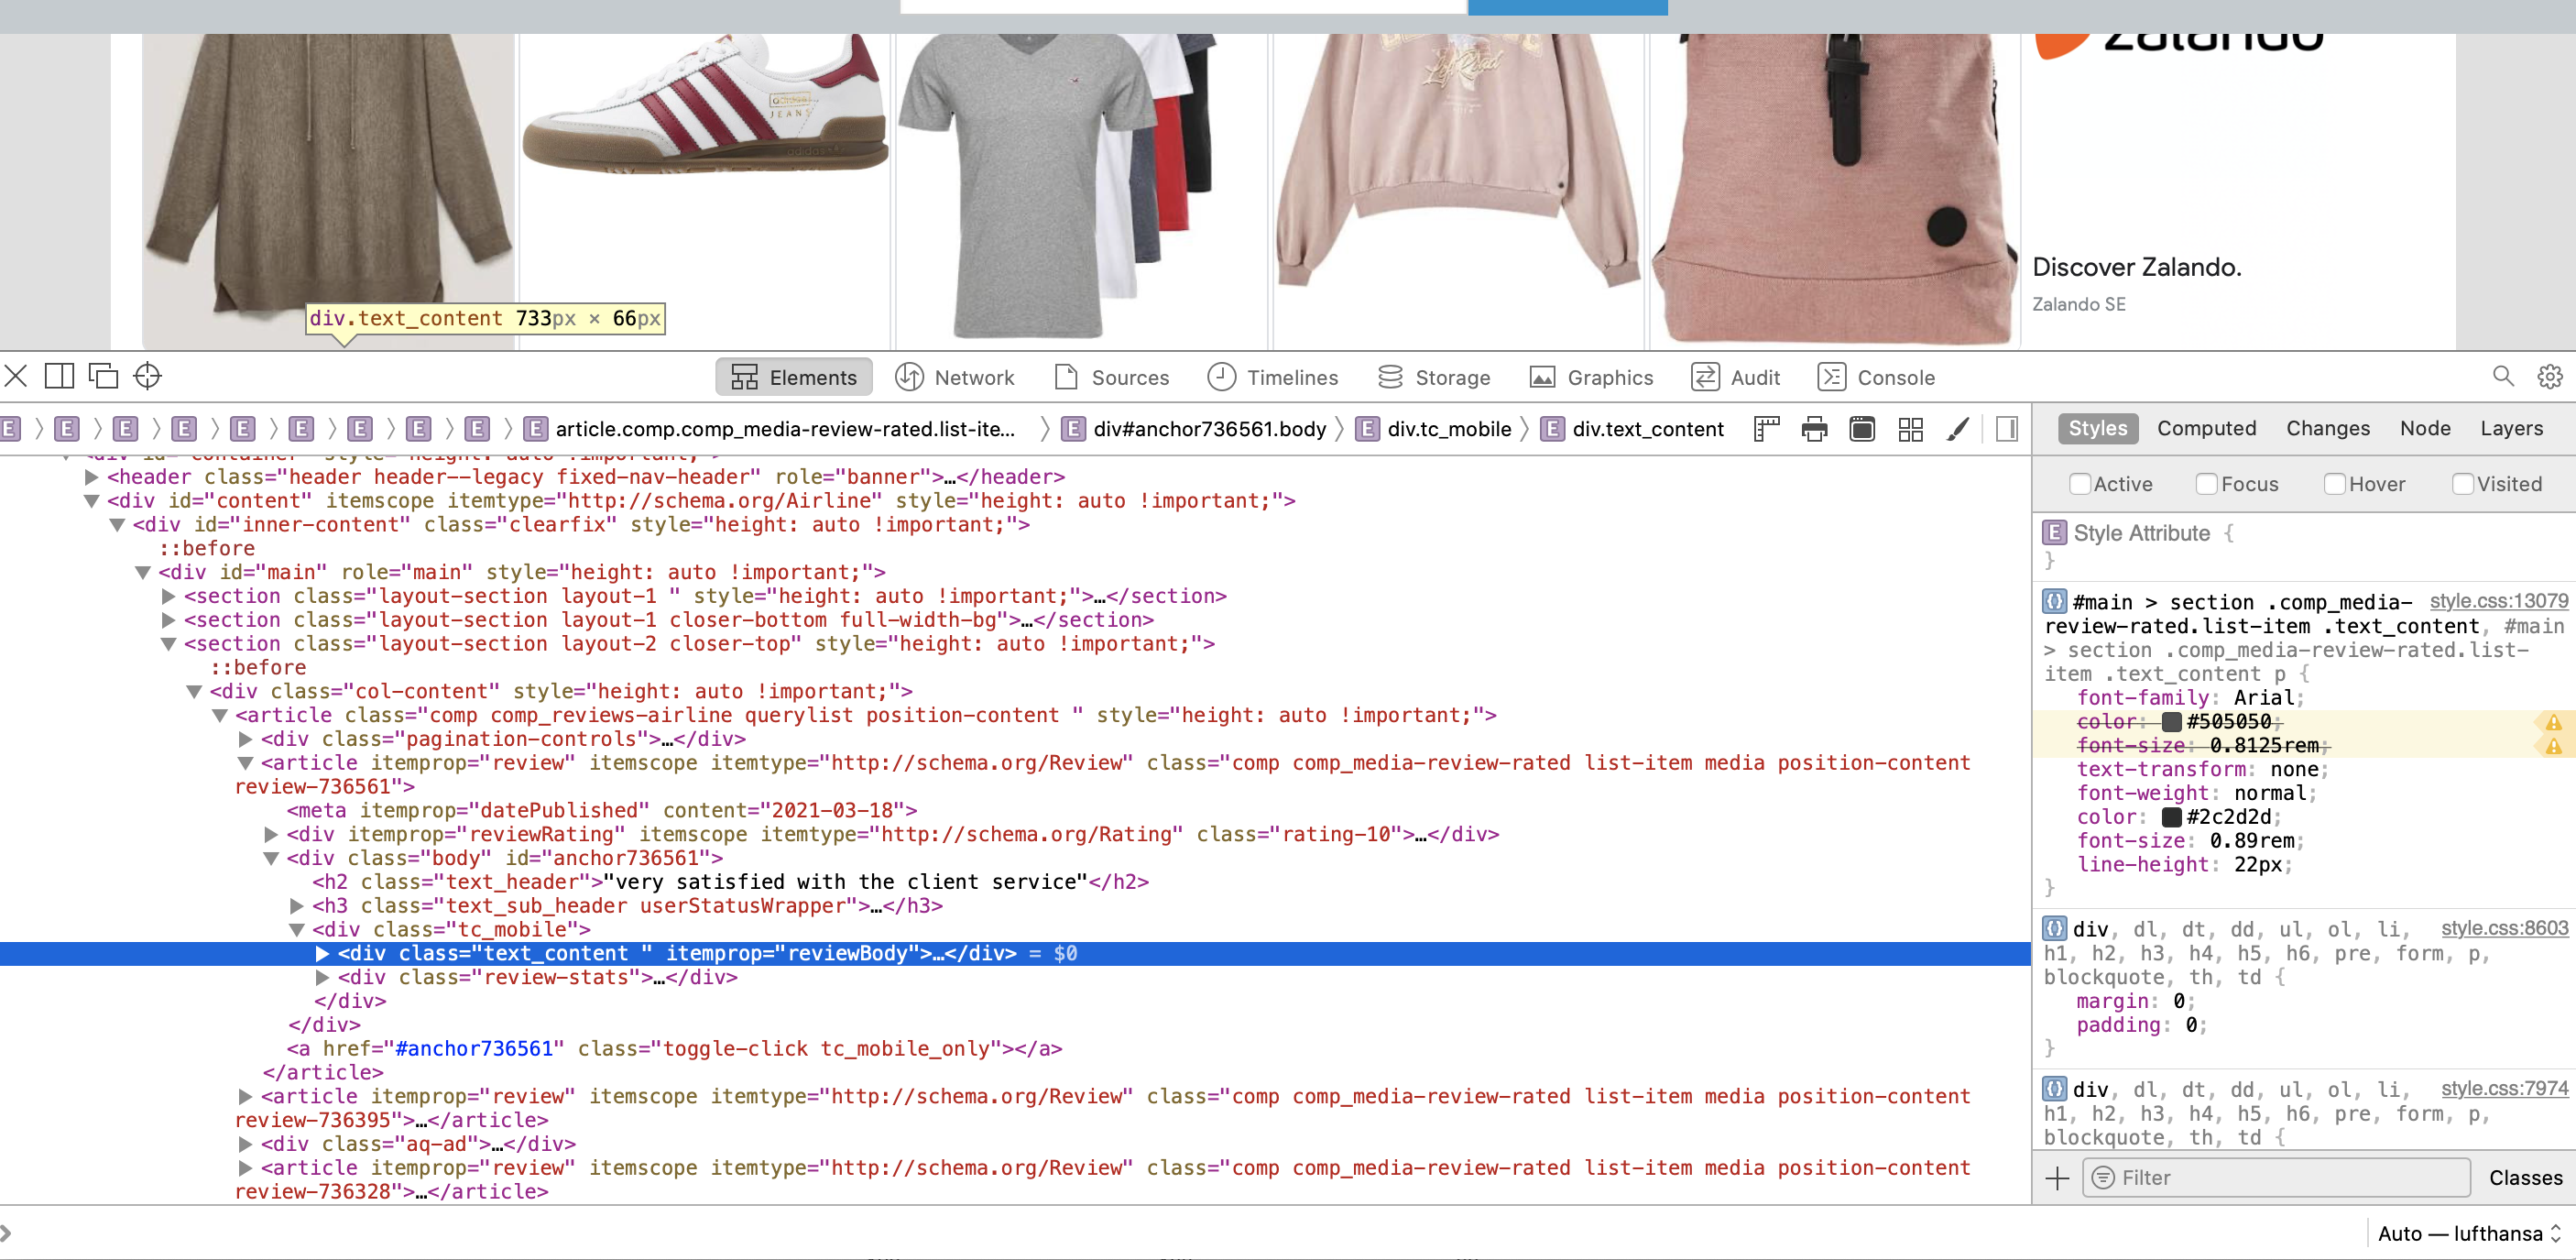 zalando
Jeans
adidas
Discover Zalando.
Zalando SE
div.text_content 733px × 66px
Elements Network Sources Timelines Storage Graphics Audit Console
E E E E E E E E E E article.comp.comp_media-review-rated.list-ite... E div#anchor736561.body E div.tc_mobile E div.text_content
Styles Computed Changes Node Layers
Active Focus Hover Visited
<header class="header header--legacy fixed-nav-header" role="banner">…</header>
<div id="content" itemscope itemtype="http://schema.org/Airline" style="height: auto !important;">
<div id="inner-content" class="clearfix" style="height: auto !important;">
::before
<div id="main" role="main" style="height: auto !important;">
<section class="layout-section layout-1 " style="height: auto !important;">…</section>
<section class="layout-section layout-1 closer-bottom full-width-bg">…</section>
<section class="layout-section layout-2 closer-top" style="height: auto !important;">
::before
<div class="col-content" style="height: auto !important;">
<article class="comp comp_reviews-airline querylist position-content " style="height: auto !important;">
<div class="pagination-controls">…</div>
<article itemprop="review" itemscope itemtype="http://schema.org/Review" class="comp comp_media-review-rated list-item media position-content
review-736561">
<meta itemprop="datePublished" content="2021-03-18">
<div itemprop="reviewRating" itemscope itemtype="http://schema.org/Rating" class="rating-10">…</div>
<div class="body" id="anchor736561">
<h2 class="text_header">"very satisfied with the client service"</h2>
<h3 class="text_sub_header userStatusWrapper">…</h3>
<div class="tc_mobile">
<div class="text_content " itemprop="reviewBody">…</div> = $0
<div class="review-stats">…</div>
</div>
</div>
<a href="#anchor736561" class="toggle-click tc_mobile_only"></a>
</article>
<article itemprop="review" itemscope itemtype="http://schema.org/Review" class="comp comp_media-review-rated list-item media position-content
review-736395">…</article>
<div class="aq-ad">…</div>
<article itemprop="review" itemscope itemtype="http://schema.org/Review" class="comp comp_media-review-rated list-item media position-content
review-736328">…</article>
E Style Attribute {
}
#main > section .comp_media- style.css:13079
review-rated.list-item .text_content, #main
> section .comp_media-review-rated.list-
item .text_content p {
font-family: Arial;
color: #505050;
font-size: 0.8125rem;
text-transform: none;
font-weight: normal;
color: #2c2d2d;
font-size: 0.89rem;
line-height: 22px;
}
div, dl, dt, dd, ul, ol, li, style.css:8603
h1, h2, h3, h4, h5, h6, pre, form, p,
blockquote, th, td {
margin: 0;
padding: 0;
}
div, dl, dt, dd, ul, ol, li, style.css:7974
h1, h2, h3, h4, h5, h6, pre, form, p,
blockquote, th, td {
Filter Classes
Auto — lufthansa